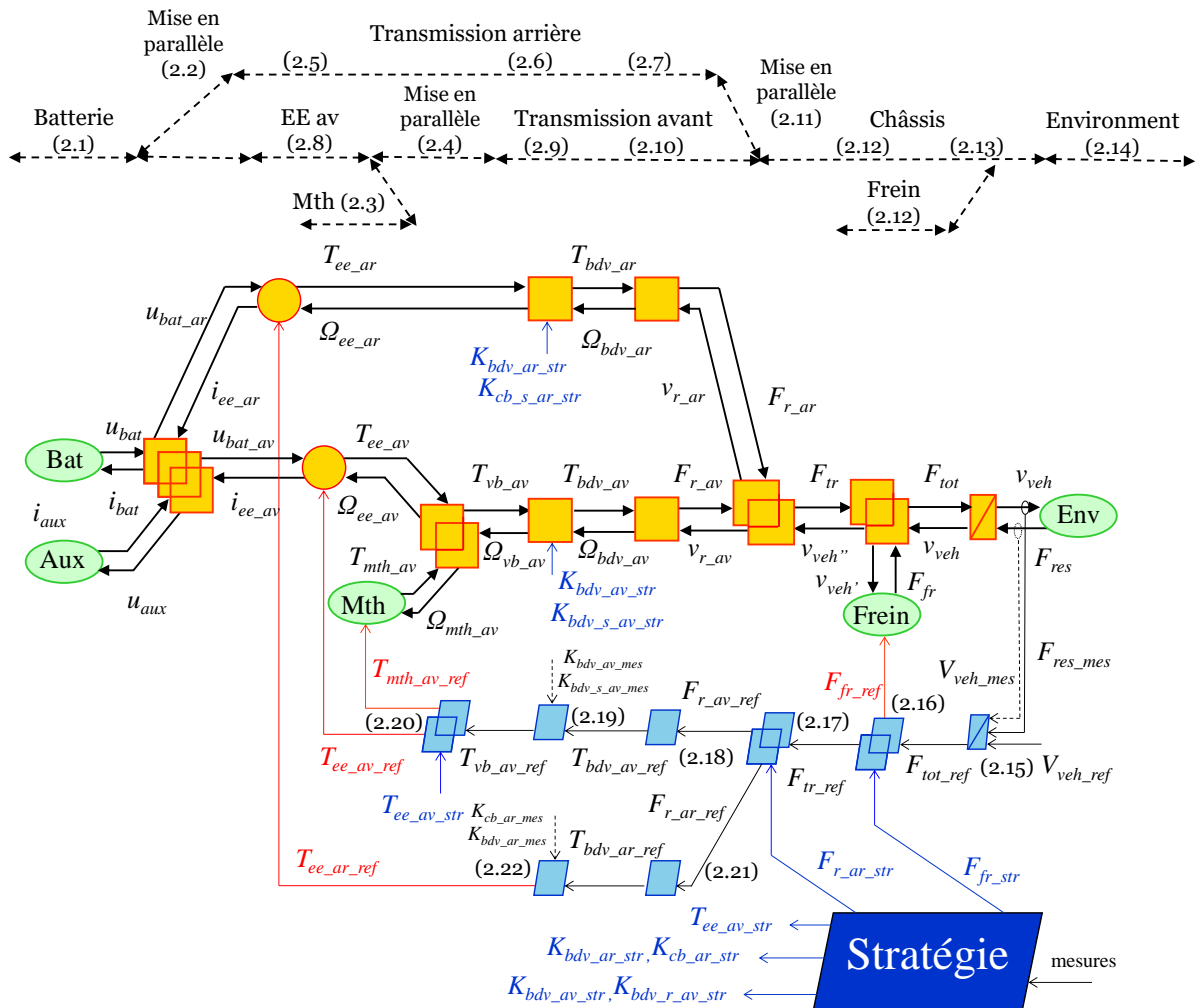 Mise en
parallèle
(2.2)
Transmission arrière
(2.5) (2.6) (2.7)
Mise en
parallèle
(2.11)
Batterie
(2.1)
EE av
(2.8)
Mise en
parallèle
(2.4)
Transmission avant
(2.9) (2.10)
Châssis
(2.12) (2.13)
Environment
(2.14)
Mth (2.3)
Frein
(2.12)
T_ee_ar
T_bdv_ar
u_bat_ar
Ω_ee_ar
Ω_bdv_ar
K_bdv_ar_str
K_cb_s_ar_str
i_ee_ar
v_r_ar
F_r_ar
u_bat
u_bat_av
T_ee_av
Bat
T_vb_av
T_bdv_av
F_r_av
F_tr
F_tot
v_veh
Env
i_aux
i_bat
i_ee_av
Ω_ee_av
Ω_vb_av
Ω_bdv_av
v_r_av
v_veh''
v_veh
F_res
Aux
u_aux
T_mth_av
Mth
Ω_mth_av
K_bdv_av_str
K_bdv_s_av_str
v_veh'
F_fr
Frein
T_mth_av_ref
K_bdv_av_mes
K_bdv_s_av_mes
F_r_av_ref
F_fr_ref
(2.16)
V_veh_mes
F_res_mes
(2.20)
(2.19)
(2.17)
T_ee_av_ref
T_vb_av_ref
T_bdv_av_ref
(2.18)
F_tr_ref
F_tot_ref
(2.15)
V_veh_ref
T_ee_av_str
K_cb_ar_mes
K_bdv_ar_mes
F_r_ar_ref
T_bdv_ar_ref
T_ee_ar_ref
(2.22)
(2.21)
F_r_ar_str
F_fr_str
T_ee_av_str
K_bdv_ar_str,K_cb_ar_str
K_bdv_av_str,K_bdv_r_av_str
Stratégie
mesures